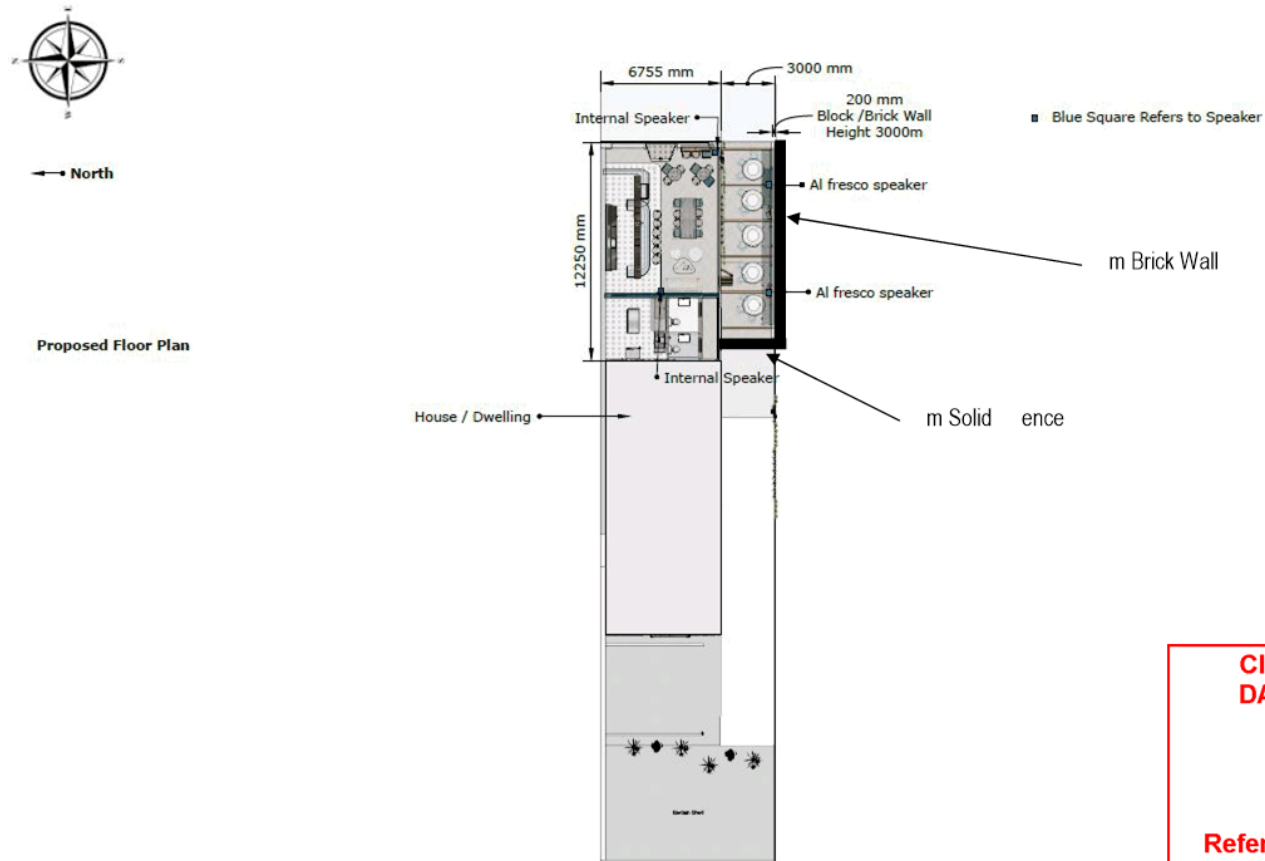 6755 mm
3000 mm
200 mm
Block /Brick Wall
Height 3000m
Internal Speaker
Blue Square Refers to Speaker
North
Al fresco speaker
12250 mm
m Brick Wall
Al fresco speaker
Proposed Floor Plan
Internal Speaker
House / Dwelling
m Solid ence
CI
DA
Refer